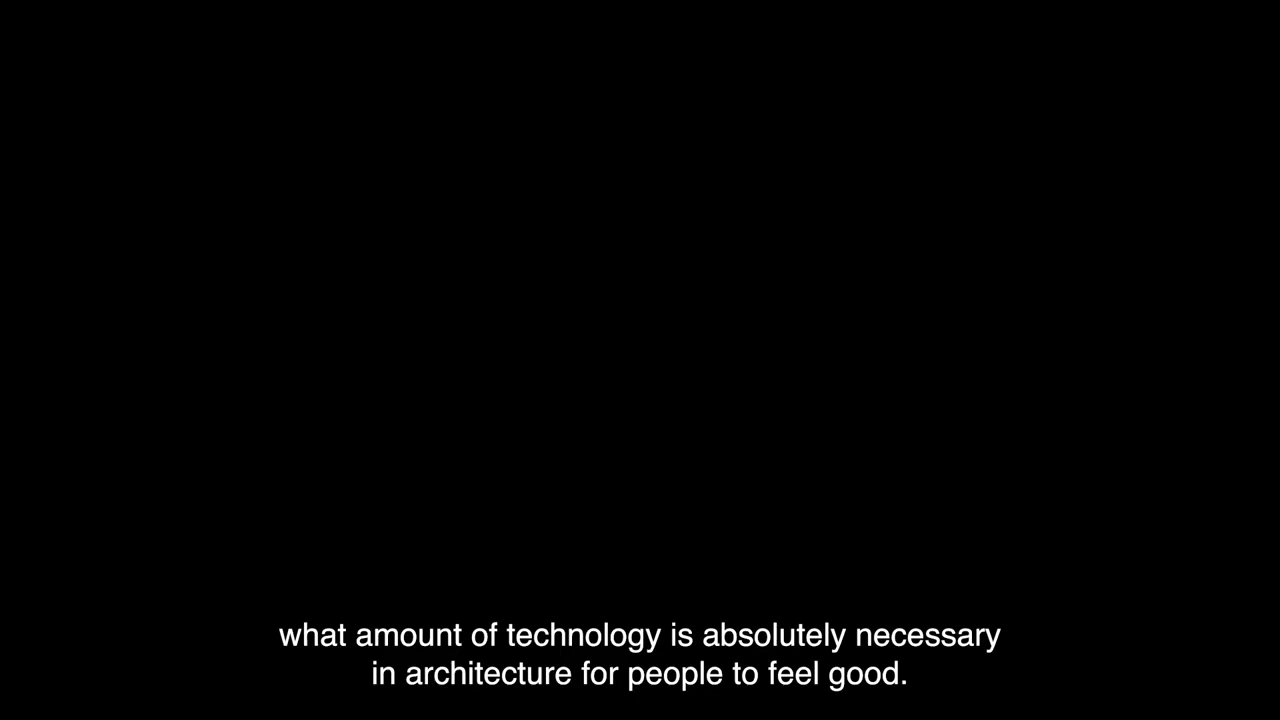 what amount of technology is absolutely necessary
in architecture for people to feel good.